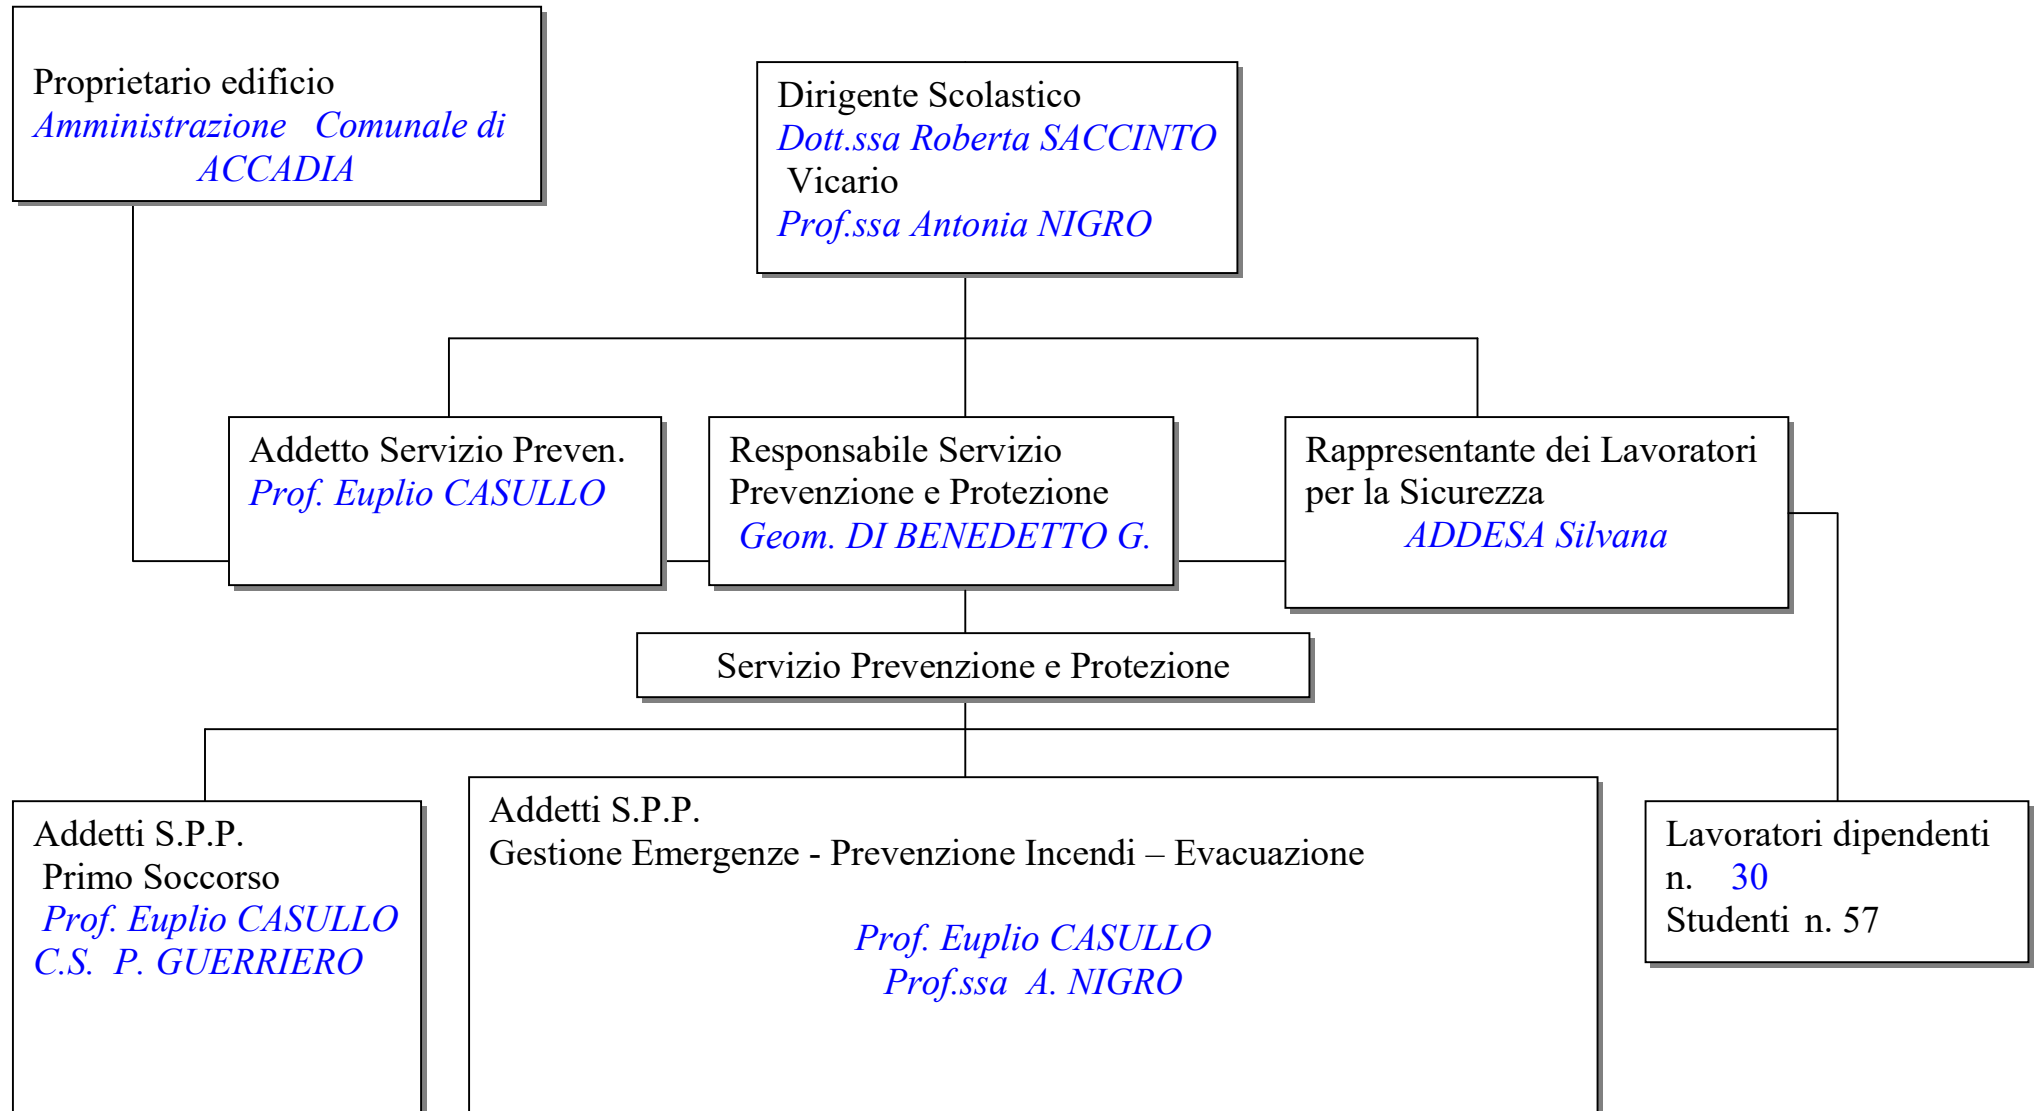 Proprietario edificio
Amministrazione Comunale di
ACCADIA
Dirigente Scolastico
Dott.ssa Roberta SACCINTO
Vicario
Prof.ssa Antonia NIGRO
Addetto Servizio Preven.
Prof. Euplio CASULLO
Responsabile Servizio
Prevenzione e Protezione
Geom. DI BENEDETTO G.
Rappresentante dei Lavoratori
per la Sicurezza
ADDESA Silvana
Servizio Prevenzione e Protezione
Addetti S.P.P.
Primo Soccorso
Prof. Euplio CASULLO
C.S. P. GUERRIERO
Addetti S.P.P.
Gestione Emergenze - Prevenzione Incendi – Evacuazione
Prof. Euplio CASULLO
Prof.ssa A. NIGRO
Lavoratori dipendenti
n. 30
Studenti n. 57